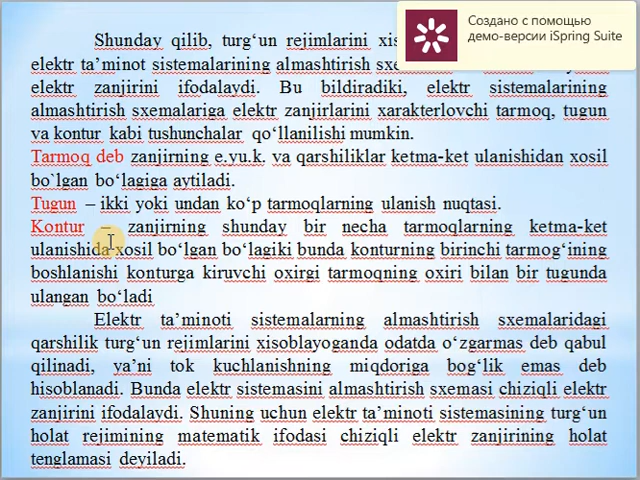 Shunday qilib, turg‘un rejimlarini
elektr ta’minot sistemalarining almashtirish
elektr zanjirini ifodalaydi. Bu bildiradiki, elektr sistemalarining
almashtirish sxemalariga elektr zanjirlarini xarakterlovchi tarmoq, tugun
va kontur kabi tushunchalar qo‘llanilishi mumkin.
Tarmoq deb zanjirning e.yu.k. va qarshiliklar ketma-ket ulanishidan xosil
bo`lgan bo‘lagiga aytiladi.
Tugun – ikki yoki undan ko‘p tarmoqlarning ulanish nuqtasi.
Kontur – zanjirning shunday bir necha tarmoqlarning ketma-ket
ulanishida xosil bo‘lgan bo‘lagiki bunda konturning birinchi tarmog‘ining
boshlanishi konturga kiruvchi oxirgi tarmoqning oxiri bilan bir tugunda
ulangan bo‘ladi
Elektr ta’minoti sistemalarning almashtirish sxemalaridagi
qarshilik turg‘un rejimlarini xisoblayoganda odatda o‘zgarmas deb qabul
qilinadi, ya’ni tok kuchlanishning miqdoriga bog‘lik emas deb
hisoblanadi. Bunda elektr sistemasini almashtirish sxemasi chiziqli elektr
zanjirini ifodalaydi. Shuning uchun elektr ta’minoti sistemasining turg‘un
holat rejimining matematik ifodasi chiziqli elektr zanjirining holat
tenglamasi deyiladi.
Создано с помощью
демо-версии iSpring Suite